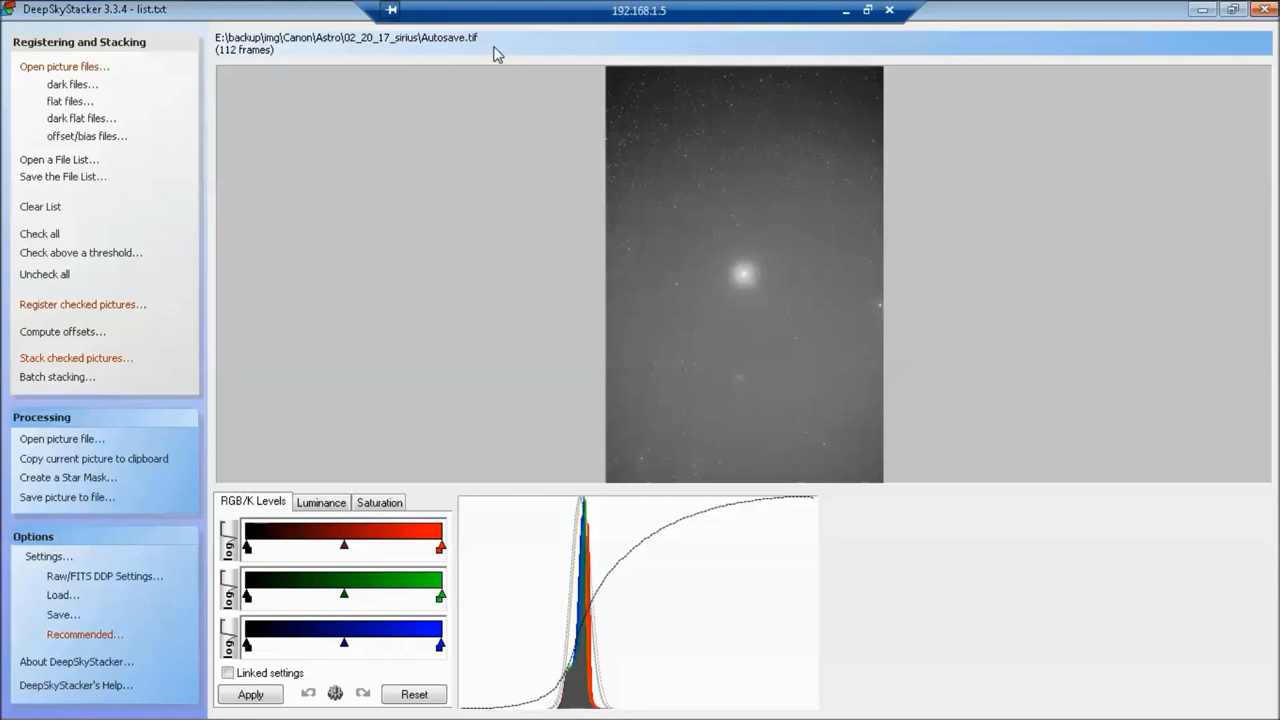 DeepSkyStacker 3.3.4 - list.txt
192.168.1.5
Registering and Stacking
Open picture files...
dark files...
flat files...
dark flat files...
offset/bias files...
Open a File List...
Save the File List...
Clear List
Check all
Check above a threshold...
Uncheck all
Register checked pictures...
Compute offsets...
Stack checked pictures...
Batch stacking...
Processing
Open picture file...
Copy current picture to clipboard
Create a Star Mask...
Save picture to file...
Options
Settings...
Raw/FITS DDP Settings...
Load...
Save...
Recommended...
About DeepSkyStacker...
DeepSkyStacker's Help...
E:\backup\img\Canon\Astro\02_20_17_sirius\Autosave.tif
(112 frames)
RGB/K Levels
Luminance
Saturation
log
log
log
Linked settings
Apply
Reset